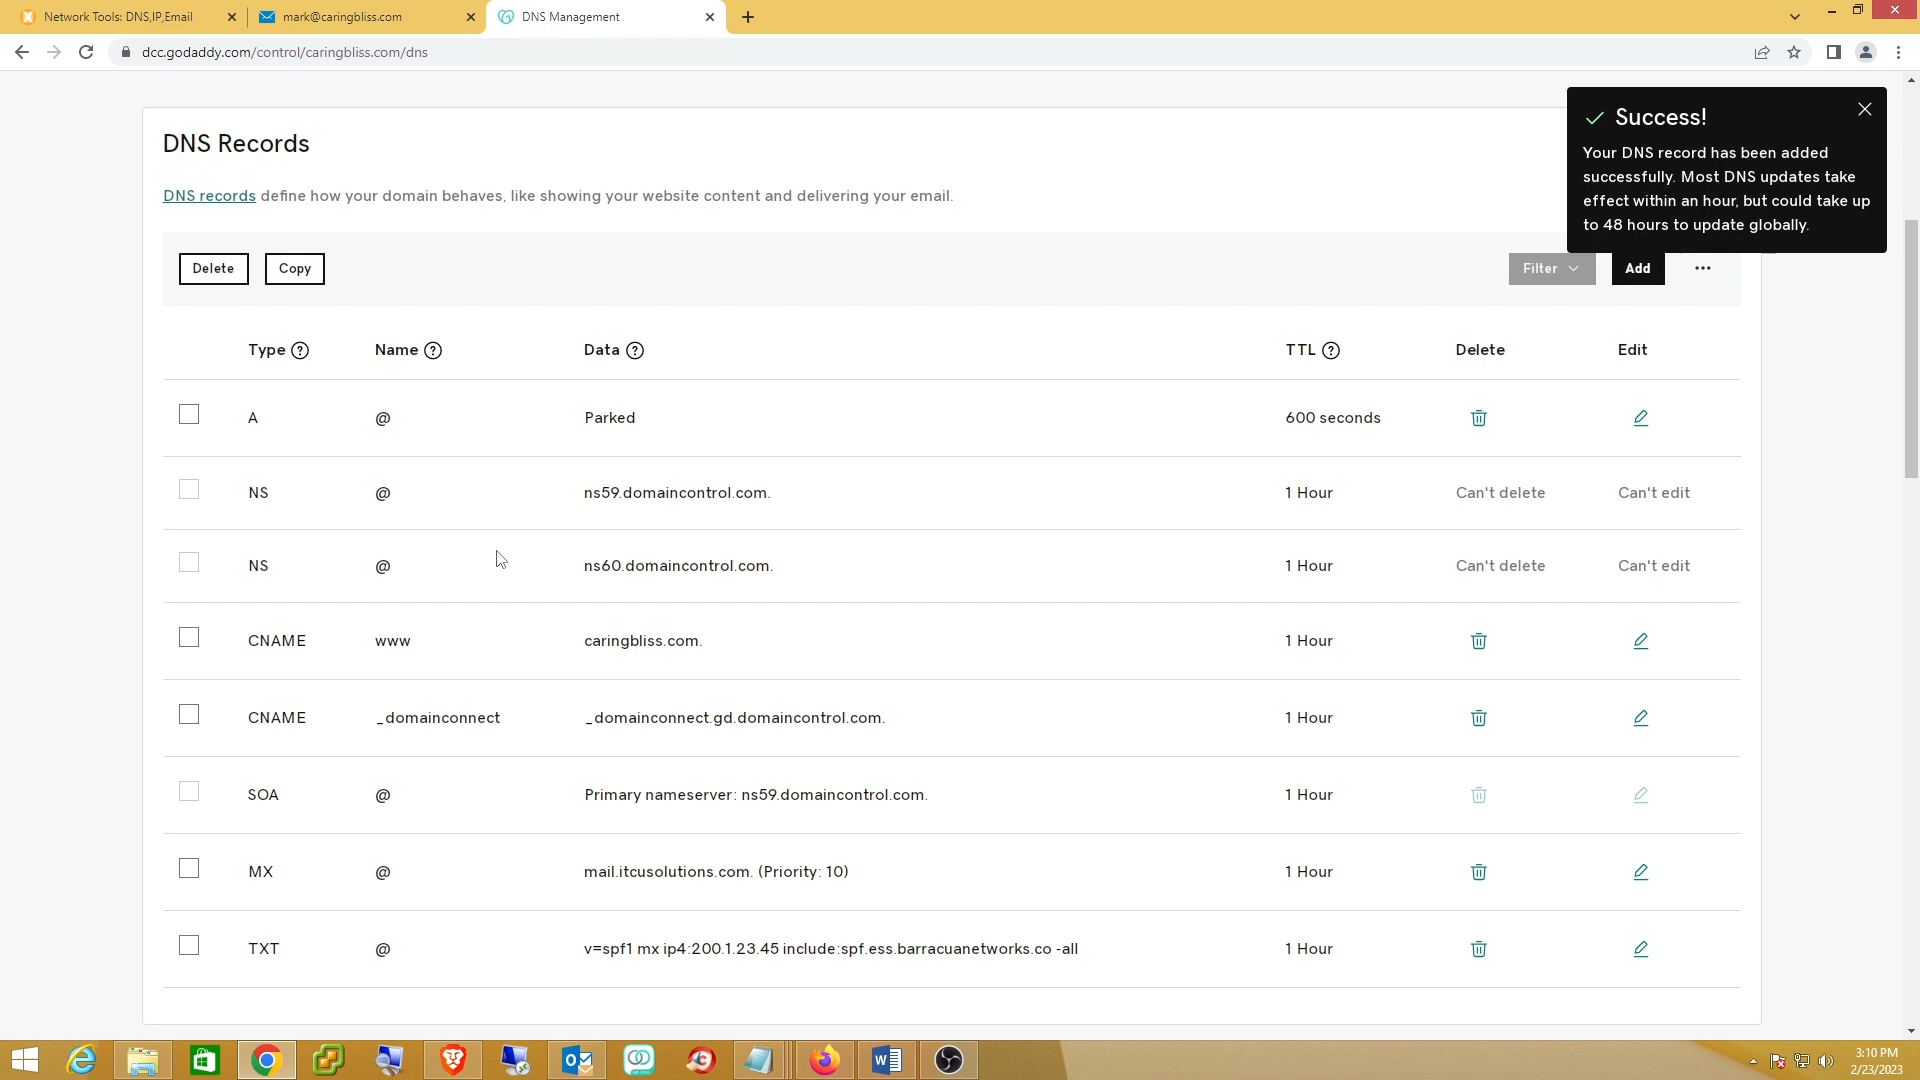 Network Tools: DNS,IP,Email
mark@caringbliss.com
DNS Management
dcc.godaddy.com/control/caringbliss.com/dns
Success!
Your DNS record has been added
successfully. Most DNS updates take
effect within an hour, but could take up
to 48 hours to update globally.
DNS Records
DNS records define how your domain behaves, like showing your website content and delivering your email.
Delete Copy Filter Add
Type Name Data TTL Delete Edit
A @ Parked 600 seconds
NS @ ns59.domaincontrol.com. 1 Hour Can't delete Can't edit
NS @ ns60.domaincontrol.com. 1 Hour Can't delete Can't edit
CNAME www caringbliss.com. 1 Hour
CNAME _domainconnect _domainconnect.gd.domaincontrol.com. 1 Hour
SOA @ Primary nameserver: ns59.domaincontrol.com. 1 Hour
MX @ mail.itcusolutions.com. (Priority: 10) 1 Hour
TXT @ v=spf1 mx ip4:200.1.23.45 include:spf.ess.barracuanetworks.co -all 1 Hour
3:10 PM
2/23/2023